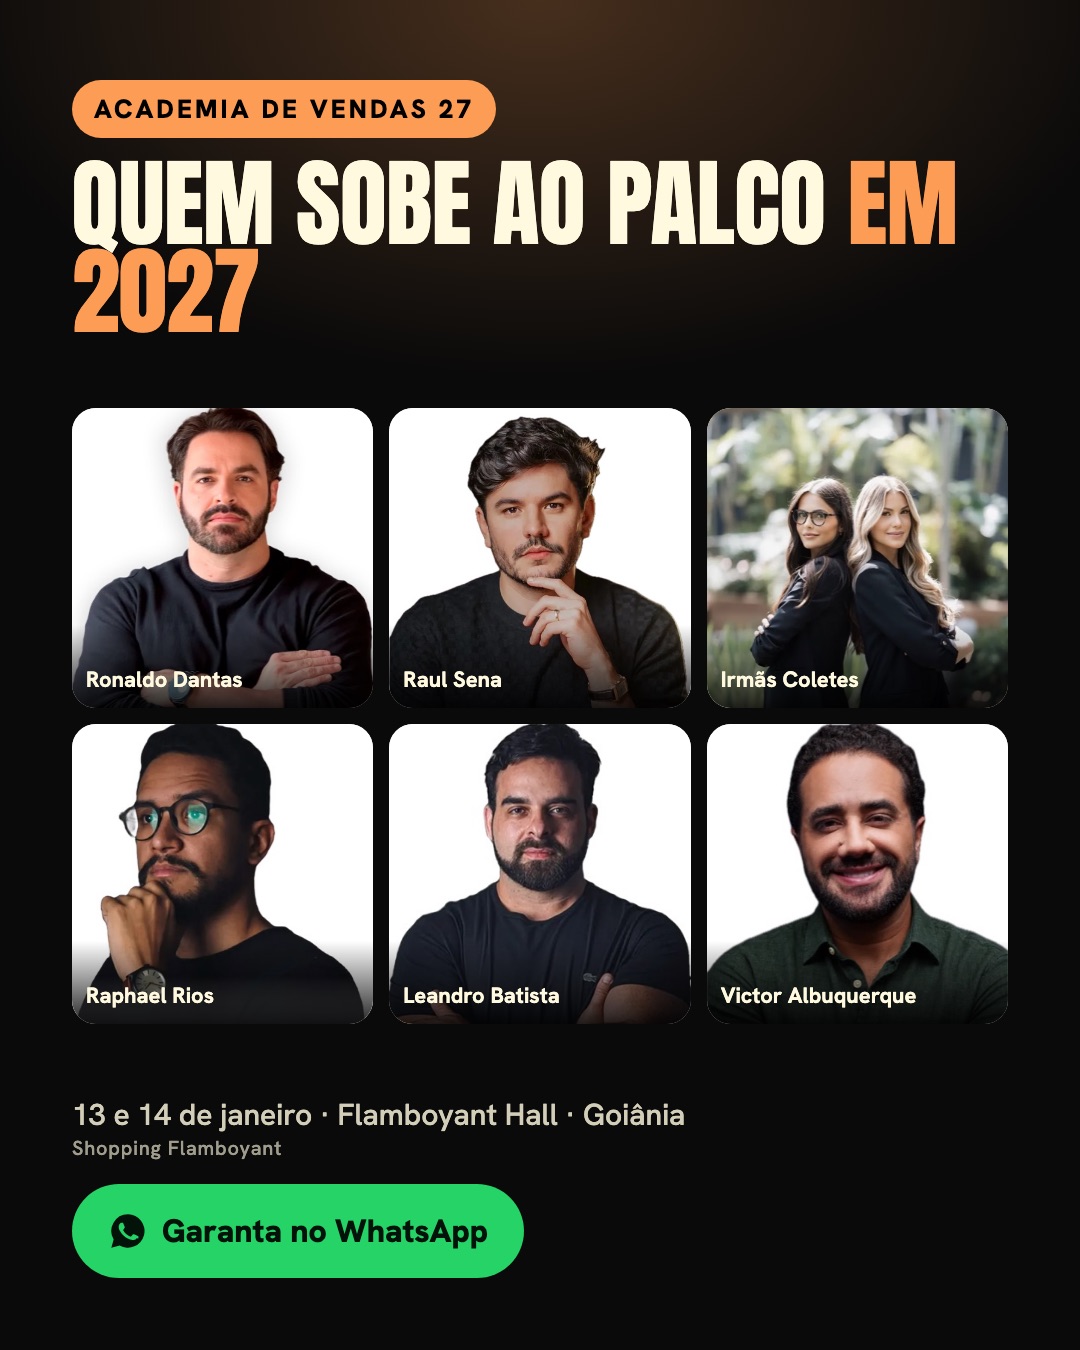 ACADEMIA DE VENDAS 27
QUEM SOBE AO PALCO EM
2027
Ronaldo Dantas
Raul Sena
Irmãs Coletes
Raphael Rios
Leandro Batista
Victor Albuquerque
13 e 14 de janeiro · Flamboyant Hall · Goiânia
Shopping Flamboyant
Garanta no WhatsApp